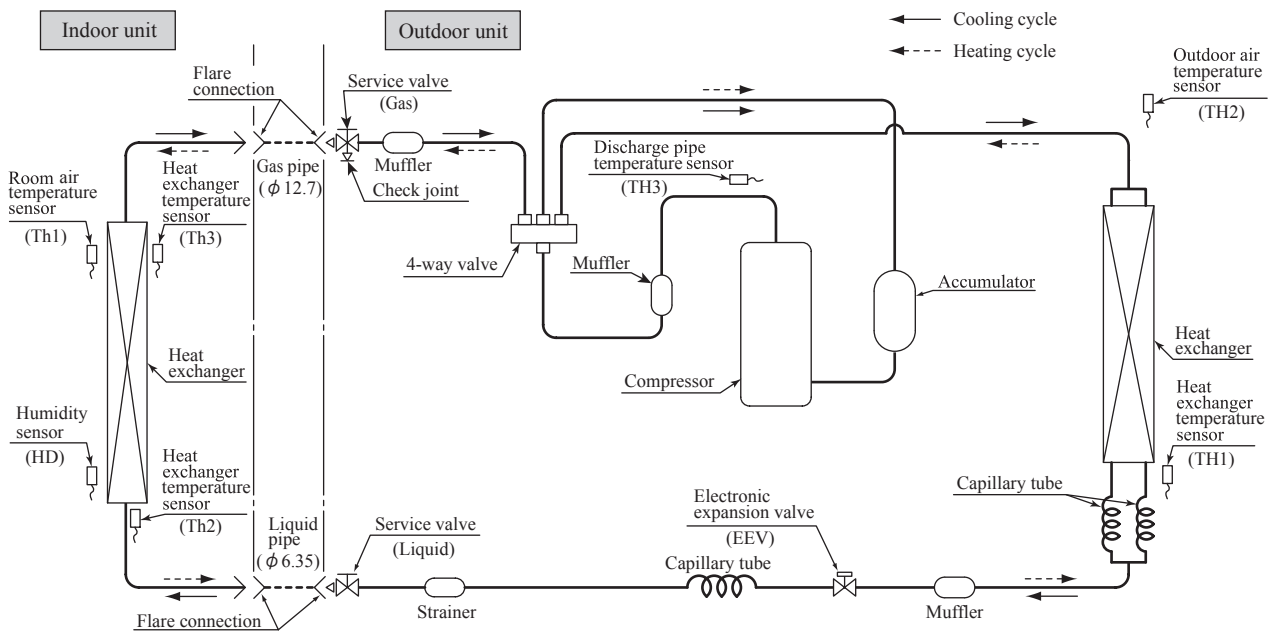 Indoor unit
Outdoor unit
Cooling cycle
Heating cycle
Flare
connection
Service valve
(Gas)
Outdoor air
temperature
sensor
(TH2)
Muffler
Check joint
Gas pipe
(ϕ 12.7)
Discharge pipe
temperature sensor
(TH3)
Room air
temperature
sensor
(Th1)
Heat
exchanger
temperature
sensor
(Th3)
4-way valve
Muffler
Accumulator
Heat
exchanger
Compressor
Heat
exchanger
Humidity
sensor
(HD)
Heat
exchanger
temperature
sensor
(TH1)
Heat
exchanger
temperature
sensor
(Th2)
Liquid
pipe
(ϕ 6.35)
Service valve
(Liquid)
Electronic
expansion valve
(EEV)
Capillary tube
Capillary tube
Strainer
Muffler
Flare connection